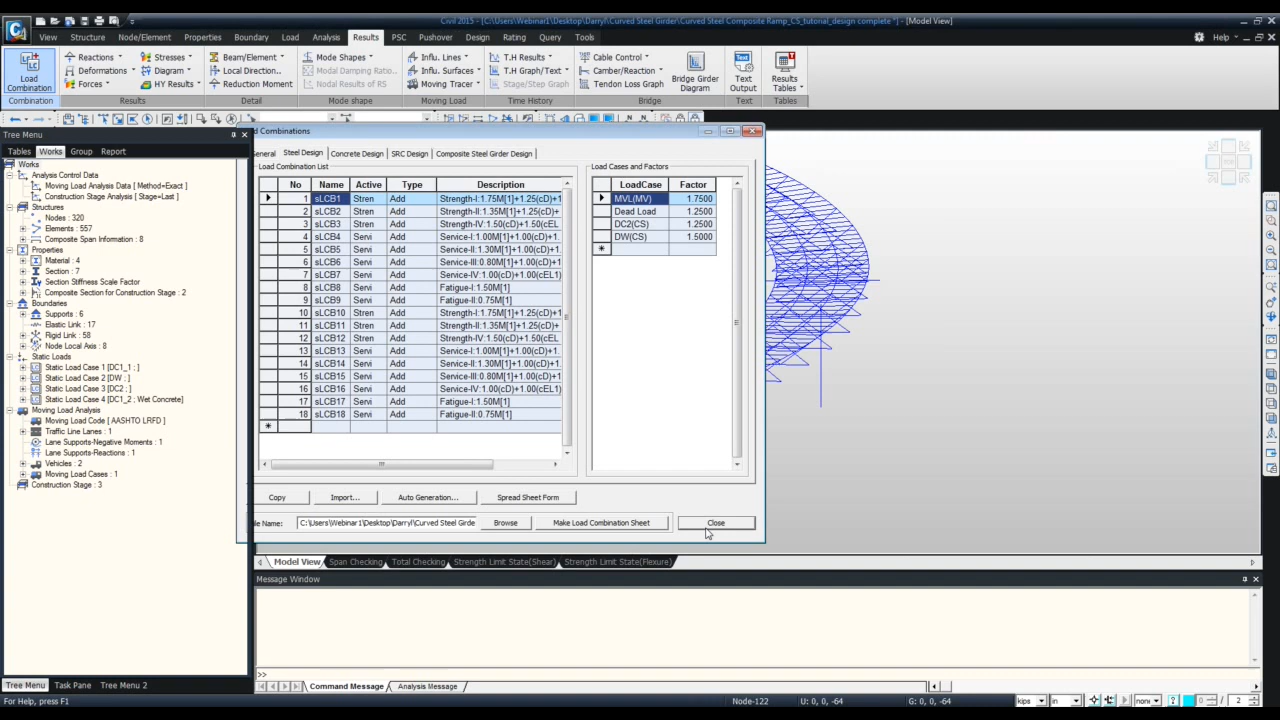 Civil 2015 - [C:\Users\Webinar1\Desktop\Darryl\Curved Steel Girder\Curved Steel Composite Ramp_CS_tutorial_design complete *] - [Model View]
View Structure Node/Element Properties Boundary Load Analysis Results PSC Pushover Design Rating Query Tools Help
Reactions Stresses Beam/Element Mode Shapes Influ. Lines T.H Results Cable Control
Deformations Diagram Local Direction... Modal Damping Ratio... Influ. Surfaces T.H Graph/Text Camber/Reaction
Forces HY Results Reduction Moment Nodal Results of RS Moving Tracer Stage/Step Graph Tendon Loss Graph
Load Combination
Bridge Girder Diagram
Text Output
Results Tables
Combination Results Detail Mode shape Moving Load Time History Bridge Text Tables
Tree Menu
Tables Works Group Report
Works
Analysis Control Data
Moving Load Analysis Data [ Method=Exact ]
Construction Stage Analysis [ Stage=Last ]
Structures
Nodes : 320
Elements : 557
Composite Span Information : 8
Properties
Material : 4
Section : 7
Section Stiffness Scale Factor
Composite Section for Construction Stage : 2
Boundaries
Supports : 6
Elastic Link : 17
Rigid Link : 58
Node Local Axis : 8
Static Loads
Static Load Case 1 [DC1_1 ; ]
Static Load Case 2 [DW ; ]
Static Load Case 3 [DC2 ; ]
Static Load Case 4 [DC1_2 ; Wet Concrete]
Moving Load Analysis
Moving Load Code [ AASHTO LRFD ]
Traffic Line Lanes : 1
Lane Supports-Negative Moments : 1
Lane Supports-Reactions : 1
Vehicles : 2
Moving Load Cases : 1
Construction Stage : 3
d Combinations
General Steel Design Concrete Design SRC Design Composite Steel Girder Design
Load Combination List
No Name Active Type Description
1 sLCB1 Stren Add Strength-I:1.75M[1]+1.25(cD)+1
2 sLCB2 Stren Add Strength-II:1.35M[1]+1.25(cD)+
3 sLCB3 Stren Add Strength-IV:1.50(cD)+1.50(cEL
4 sLCB4 Servi Add Service-I:1.00M[1]+1.00(cD)+1
5 sLCB5 Servi Add Service-II:1.30M[1]+1.00(cD)+
6 sLCB6 Servi Add Service-III:0.80M[1]+1.00(cD)+
7 sLCB7 Servi Add Service-IV:1.00(cD)+1.00(cEL1
8 sLCB8 Servi Add Fatigue-I:1.50M[1]
9 sLCB9 Servi Add Fatigue-II:0.75M[1]
10 sLCB10 Stren Add Strength-I:1.75M[1]+1.00(cD)+1
11 sLCB11 Stren Add Strength-II:1.35M[1]+1.00(cD)+
12 sLCB12 Stren Add Strength-IV:1.00(cD)+1.00(cEL
13 sLCB13 Servi Add Service-I:1.00M[1]+1.00(cD)+1
14 sLCB14 Servi Add Service-II:1.30M[1]+1.00(cD)+
15 sLCB15 Servi Add Service-III:0.80M[1]+1.00(cD)+
16 sLCB16 Servi Add Service-IV:1.00(cD)+1.00(cEL1
17 sLCB17 Servi Add Fatigue-I:1.50M[1]
18 sLCB18 Servi Add Fatigue-II:0.75M[1]
Load Cases and Factors
LoadCase Factor
MVL(MV) 1.7500
Dead Load 1.2500
DC2(CS) 1.2500
DW(CS) 1.5000
Copy Import... Auto Generation... Spread Sheet Form
ile Name: C:\Users\Webinar1\Desktop\Darryl\Curved Steel Girde Browse Make Load Combination Sheet Close
Model View Span Checking Total Checking Strength Limit State(Shear) Strength Limit State(Flexure)
Message Window
>>
Command Message Analysis Message
Tree Menu Task Pane Tree Menu 2
For Help, press F1 Node-122 U: 0, 0, -64 G: 0, 0, -64 kips in none 0 / 2